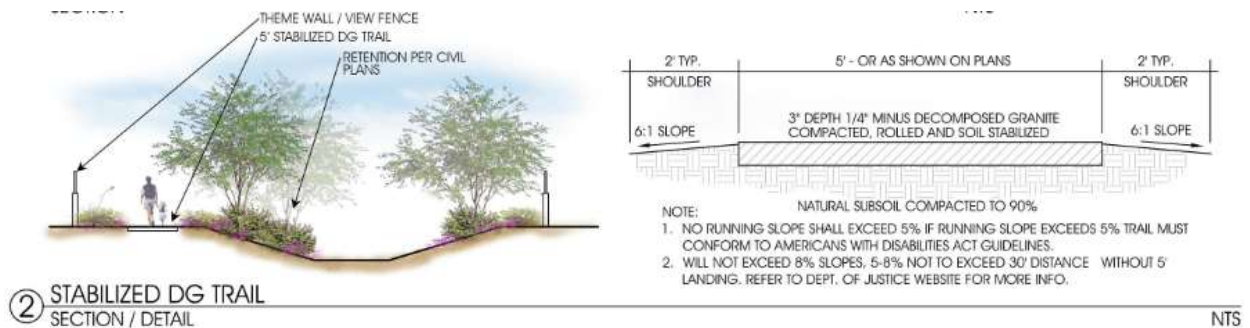 THEME WALL / VIEW FENCE
5' STABILIZED DG TRAIL
RETENTION PER CIVIL
PLANS
2' TYP.
5' - OR AS SHOWN ON PLANS
2' TYP.
SHOULDER
SHOULDER
3" DEPTH 1/4" MINUS DECOMPOSED GRANITE
COMPACTED, ROLLED AND SOIL STABILIZED
6:1 SLOPE
6:1 SLOPE
NATURAL SUBSOIL COMPACTED TO 90%
NOTE:
1. NO RUNNING SLOPE SHALL EXCEED 5% IF RUNNING SLOPE EXCEEDS 5% TRAIL MUST
CONFORM TO AMERICANS WITH DISABILITIES ACT GUIDELINES.
2. WILL NOT EXCEED 8% SLOPES, 5-8% NOT TO EXCEED 30' DISTANCE WITHOUT 5'
LANDING. REFER TO DEPT. OF JUSTICE WEBSITE FOR MORE INFO.
2 STABILIZED DG TRAIL
SECTION / DETAIL
NTS